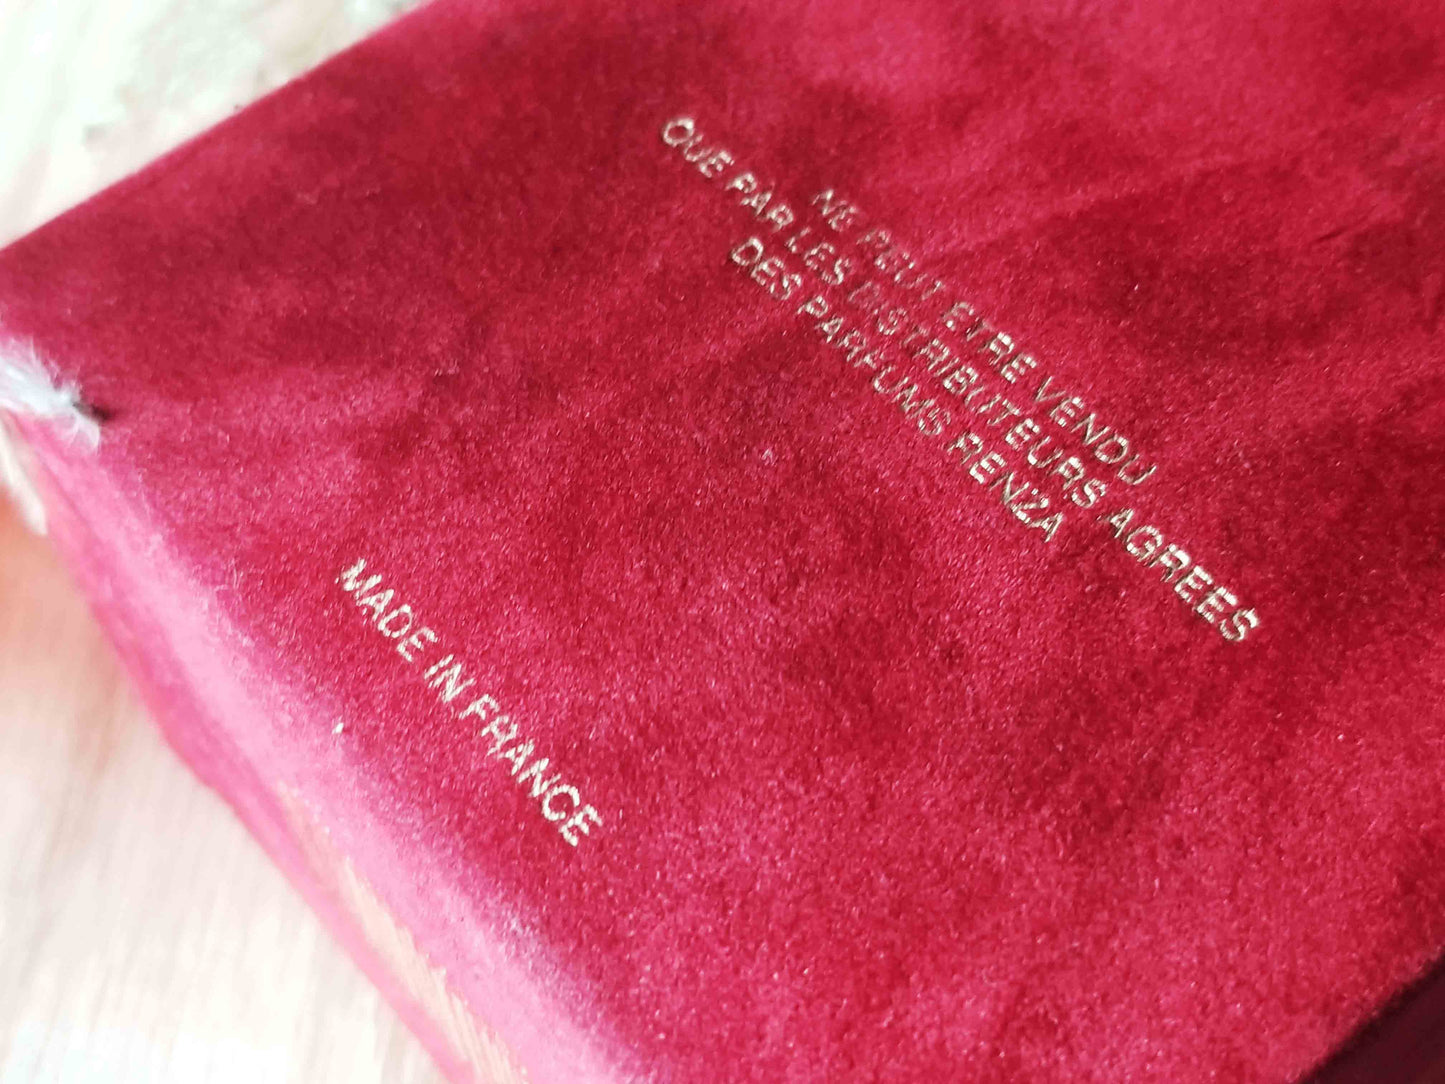 NE PEUT ETRE VENDU
QUE PAR LES DISTRIBUTEURS AGREES
DES PARFUMS RENZA
MADE IN FRANCE